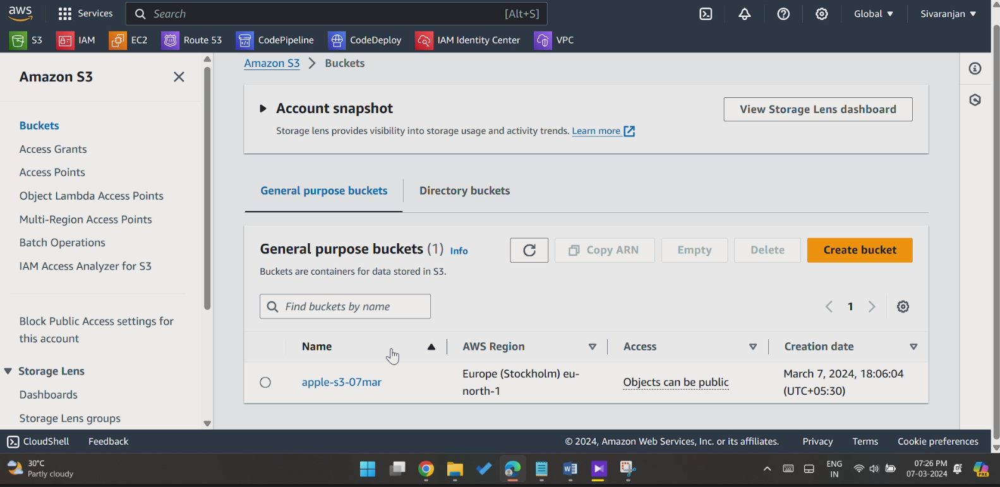 aws Services Search [Alt+S] Global Sivaranjan
S3 IAM EC2 Route 53 CodePipeline CodeDeploy IAM Identity Center VPC
Amazon S3
Buckets
Access Grants
Access Points
Object Lambda Access Points
Multi-Region Access Points
Batch Operations
IAM Access Analyzer for S3
Block Public Access settings for
this account
Storage Lens
Dashboards
Storage Lens groups
Amazon S3 > Buckets
Account snapshot
View Storage Lens dashboard
Storage lens provides visibility into storage usage and activity trends. Learn more
General purpose buckets Directory buckets
General purpose buckets (1) Info Copy ARN Empty Delete Create bucket
Buckets are containers for data stored in S3.
Find buckets by name 1
Name AWS Region Access Creation date
apple-s3-07mar
Europe (Stockholm) eu-
north-1
Objects can be public
March 7, 2024, 18:06:04
(UTC+05:30)
CloudShell Feedback © 2024, Amazon Web Services, Inc. or its affiliates. Privacy Terms Cookie preferences
30°C
Partly cloudy
ENG
IN
07:26 PM
07-03-2024
PRE